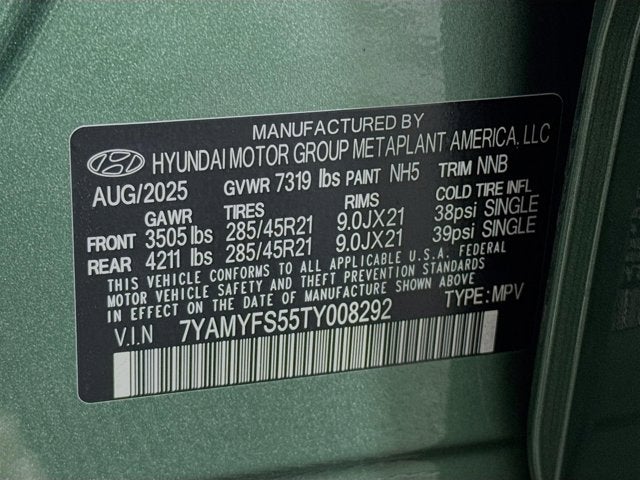 MANUFACTURED BY
HYUNDAI MOTOR GROUP METAPLANT AMERICA, LLC
AUG/2025 GVWR 7319 lbs PAINT NH5 TRIM NNB
GAWR TIRES RIMS COLD TIRE INFL
FRONT 3505 lbs 285/45R21 9.0JX21 38psi SINGLE
REAR 4211 lbs 285/45R21 9.0JX21 39psi SINGLE
THIS VEHICLE CONFORMS TO ALL APPLICABLE U.S.A. FEDERAL
MOTOR VEHICLE SAFETY AND THEFT PREVENTION STANDARDS
IN EFFECT ON THE DATE OF MANUFACTURE SHOWN ABOVE.
V.I.N 7YAMYFS55TY008292 TYPE: MPV